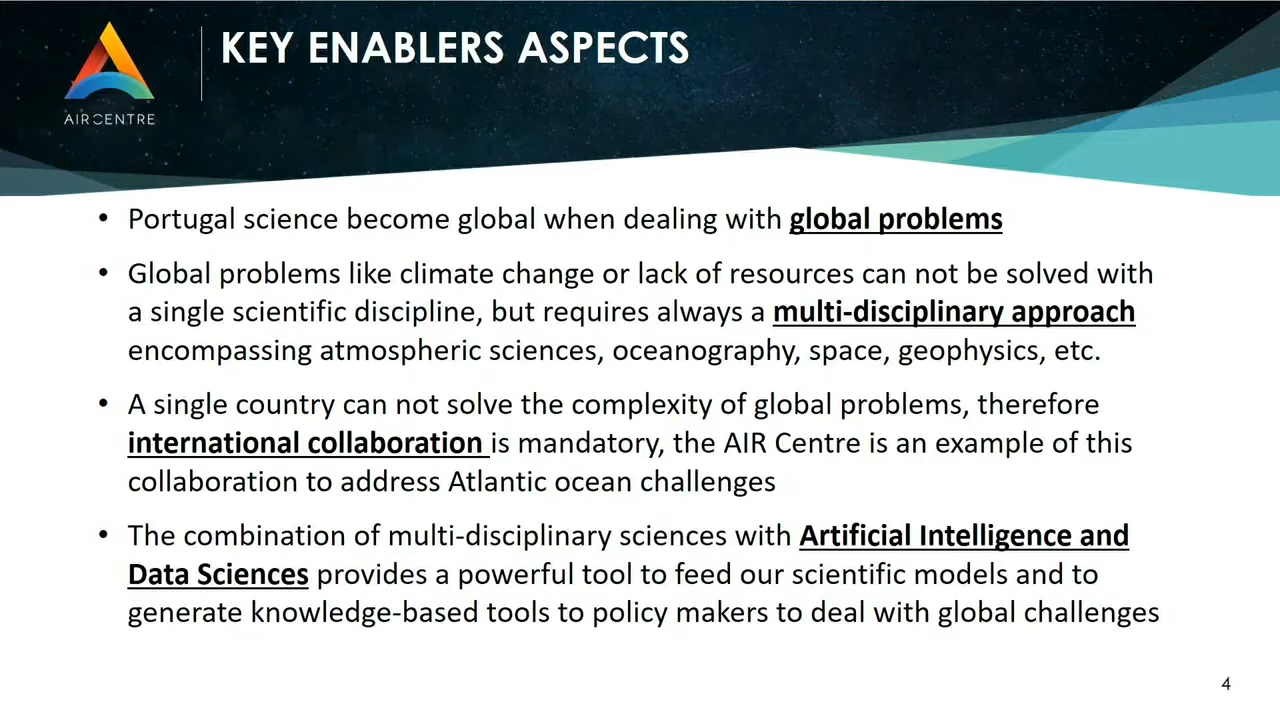 AIRCENTRE
KEY ENABLERS ASPECTS
• Portugal science become global when dealing with global problems
• Global problems like climate change or lack of resources can not be solved with
a single scientific discipline, but requires always a multi-disciplinary approach
encompassing atmospheric sciences, oceanography, space, geophysics, etc.
• A single country can not solve the complexity of global problems, therefore
international collaboration is mandatory, the AIR Centre is an example of this
collaboration to address Atlantic ocean challenges
• The combination of multi-disciplinary sciences with Artificial Intelligence and
Data Sciences provides a powerful tool to feed our scientific models and to
generate knowledge-based tools to policy makers to deal with global challenges
4